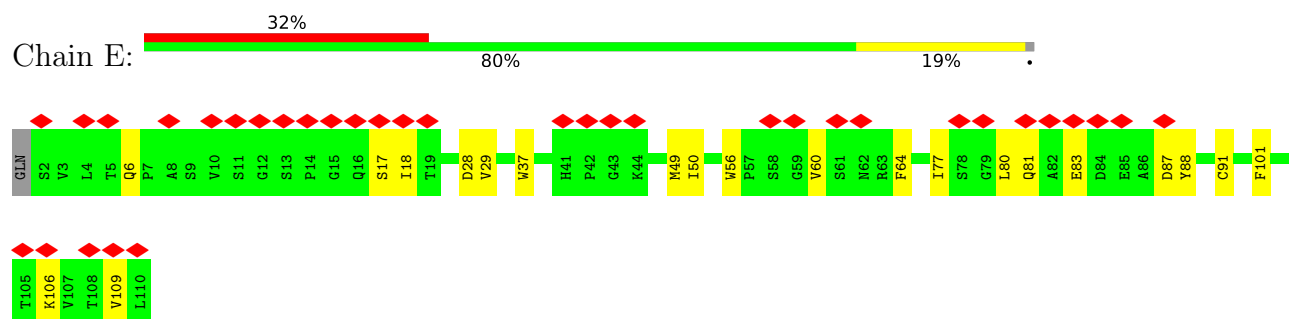 32%
Chain E:
80% 19% •
GLN S2 V3 L4 T5 Q6 P7 A8 S9 V10 S11 G12 S13 P14 G15 Q16 S17 I18 T19 D28 V29 W37 H41 P42 G43 K44 M49 I50 W56 P57 S58 G59 V60 S61 N62 R63 F64 I77 S78 G79 L80 Q81 A82 E83 D84 E85 A86 D87 Y88 C91 F101
T105 K106 V107 T108 V109 L110